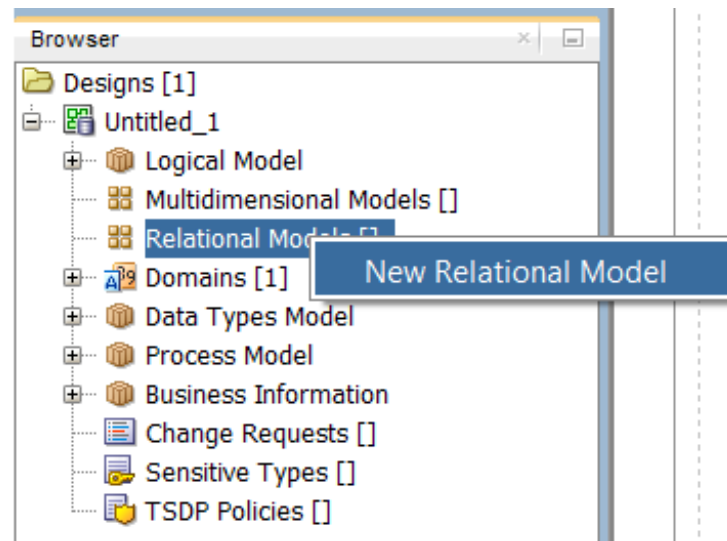 Browser
Designs [1]
Untitled_1
Logical Model
Multidimensional Models []
Relational Models []
New Relational Model
Domains [1]
Data Types Model
Process Model
Business Information
Change Requests []
Sensitive Types []
TSDP Policies []